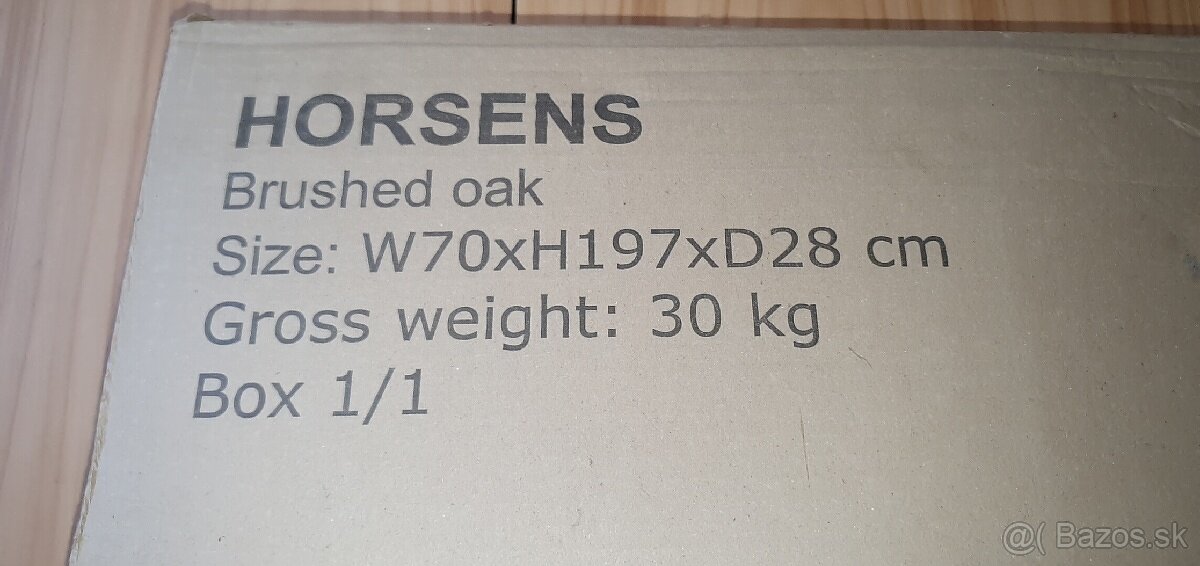 HORSENS
Brushed oak
Size: W70xH197xD28 cm
Gross weight: 30 kg
Box 1/1
@( Bazos.sk